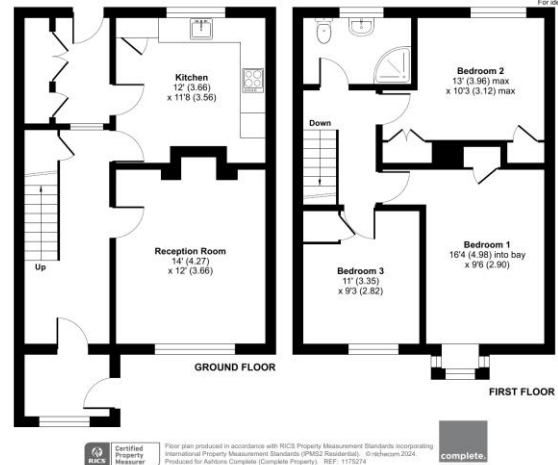 For ide
Kitchen
12' (3.66)
x 11'8 (3.56)
Reception Room
14' (4.27)
x 12' (3.66)
Up
GROUND FLOOR
Down
Bedroom 2
13' (3.96) max
x 10'3 (3.12) max
Bedroom 1
16'4 (4.98) into bay
x 9'6 (2.90)
Bedroom 3
11' (3.35)
x 9'3 (2.82)
FIRST FLOOR
RICS
Certified
Property
Measurer
Floor plan produced in accordance with RICS Property Measurement Standards incorporating
International Property Measurement Standards (IPMS2 Residential). ©nichecom 2024.
Produced for Ashtons Complete (Complete Property). REF: 1175274
complete.